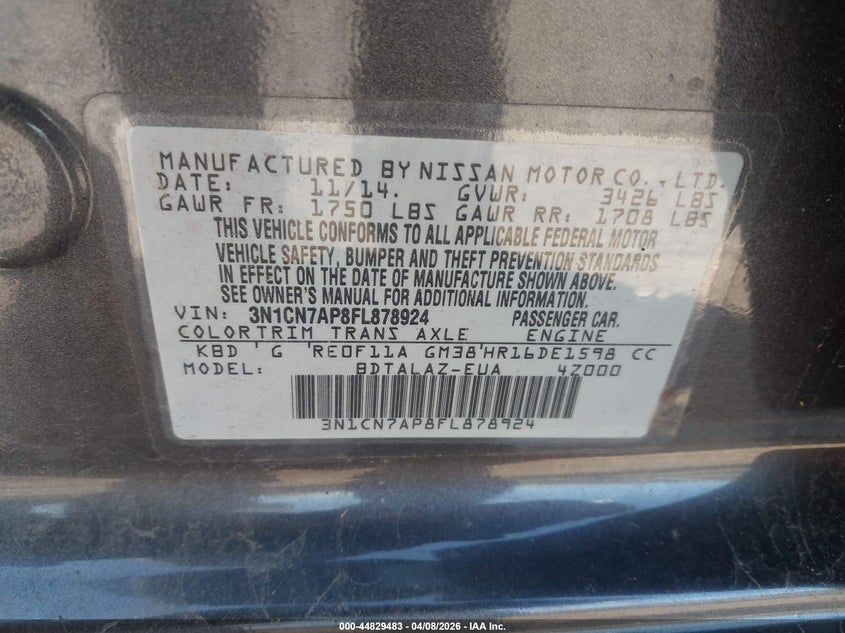 MANUFACTURED BY NISSAN MOTOR CO., LTD.
DATE: 11/14. GVWR: 3426 LBS
GAWR FR: 1750 LBS GAWR RR: 1708 LBS
THIS VEHICLE CONFORMS TO ALL APPLICABLE FEDERAL MOTOR
VEHICLE SAFETY, BUMPER AND THEFT PREVENTION STANDARDS
IN EFFECT ON THE DATE OF MANUFACTURE SHOWN ABOVE.
SEE OWNER'S MANUAL FOR ADDITIONAL INFORMATION.
VIN: 3N1CN7AP8FL878924 PASSENGER CAR.
COLOR TRIM TRANS AXLE ENGINE
KBD G RE0F11A GM38 HR16DE1598 CC
MODEL: BDTALAZ-EUA 4Z000
3N1CN7AP8FL878924
000-44829483 - 04/08/2026 - IAA Inc.